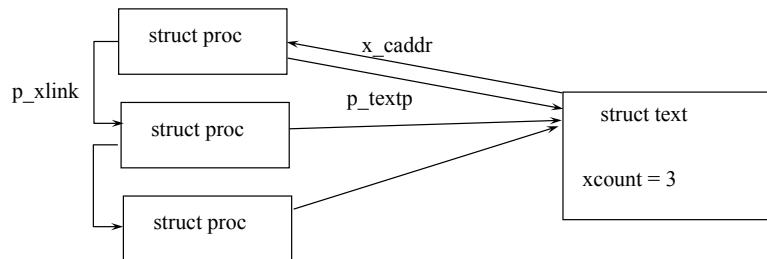 struct proc
x_caddr
p_xlink
p_textp
struct text
struct proc
xcount = 3
struct proc